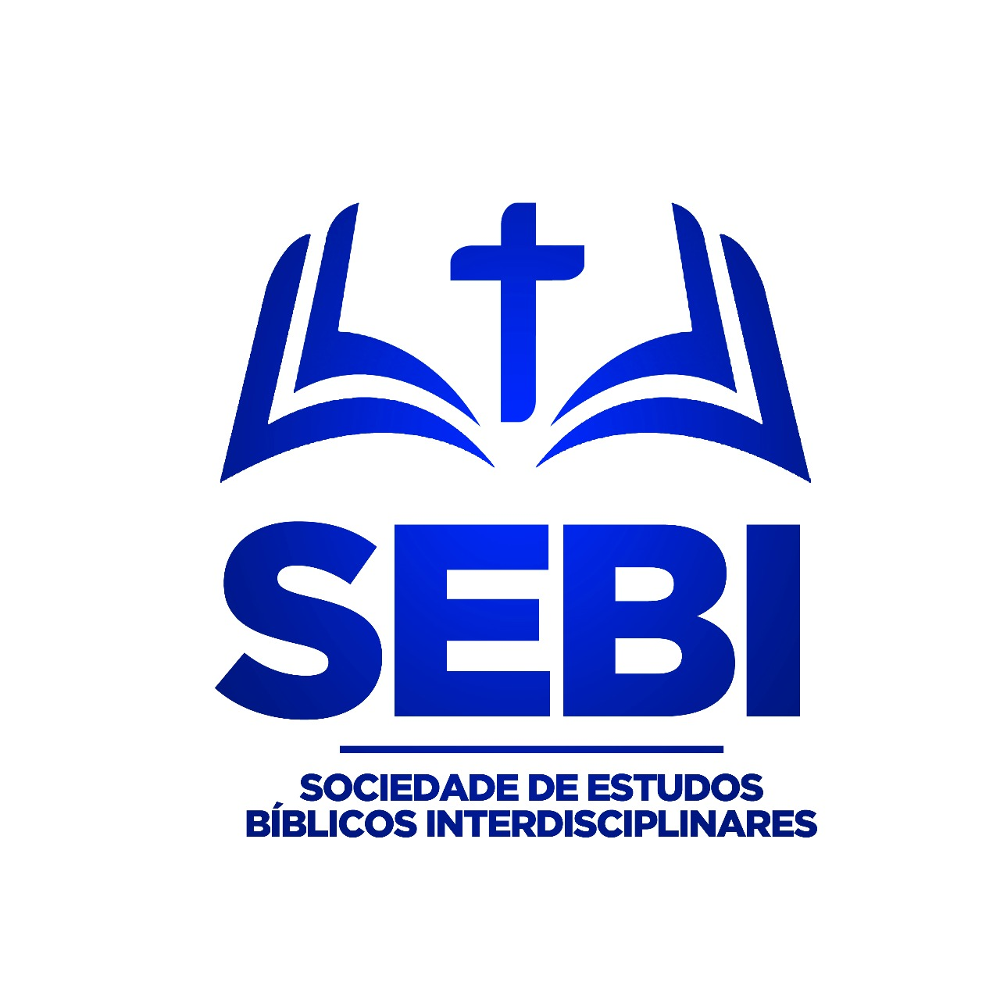 SEBI
SOCIEDADE DE ESTUDOS
BÍBLICOS INTERDISCIPLINARES